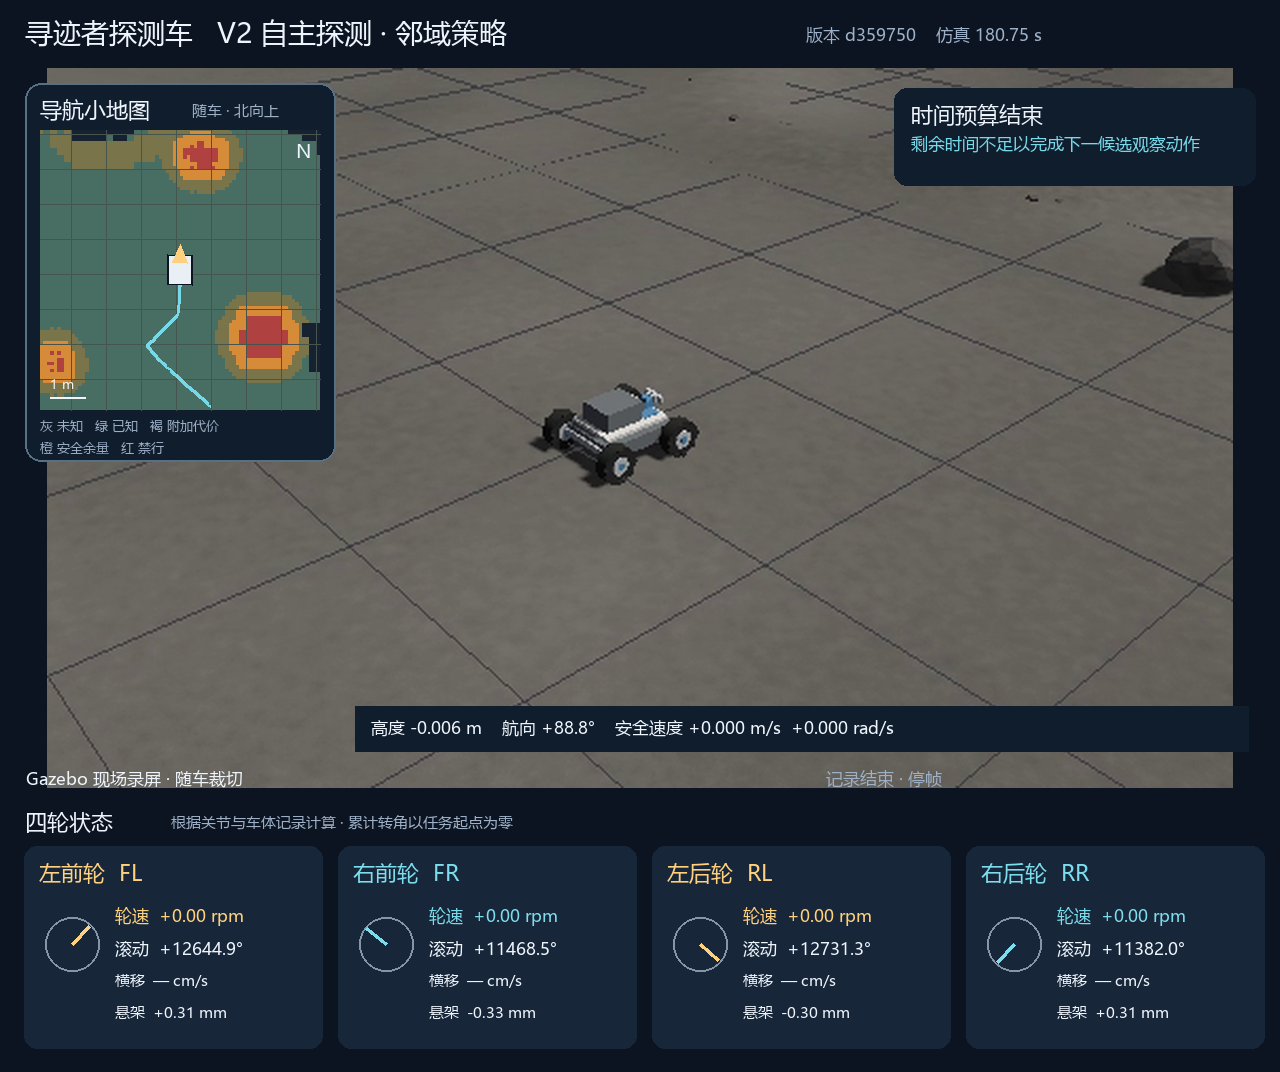 寻迹者探测车 V2 自主探测 · 邻域策略
版本 d359750 仿真 180.75 s
导航小地图 随车 · 北向上
N
1 m
灰 未知 绿 已知 褐 附加代价
橙 安全余量 红 禁行
时间预算结束
剩余时间不足以完成下一候选观察动作
高度 -0.006 m 航向 +88.8° 安全速度 +0.000 m/s +0.000 rad/s
Gazebo 现场录屏 · 随车裁切
记录结束 · 停帧
四轮状态 根据关节与车体记录计算 · 累计转角以任务起点为零
左前轮 FL
轮速 +0.00 rpm
滚动 +12644.9°
横移 — cm/s
悬架 +0.31 mm
右前轮 FR
轮速 +0.00 rpm
滚动 +11468.5°
横移 — cm/s
悬架 -0.33 mm
左后轮 RL
轮速 +0.00 rpm
滚动 +12731.3°
横移 — cm/s
悬架 -0.30 mm
右后轮 RR
轮速 +0.00 rpm
滚动 +11382.0°
横移 — cm/s
悬架 +0.31 mm